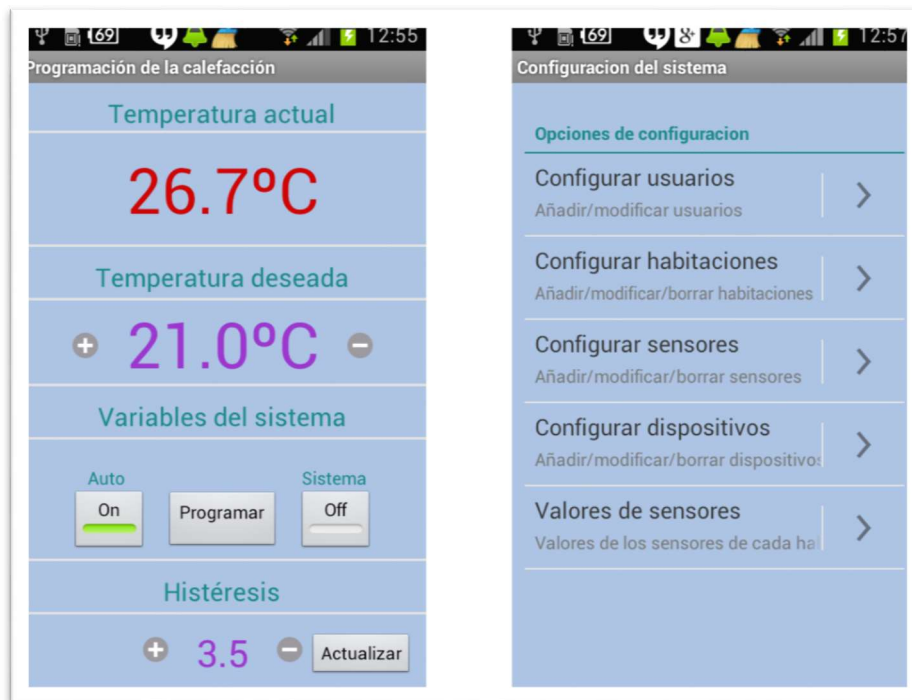 69
12:55
Programación de la calefacción
Temperatura actual
26.7ºC
Temperatura deseada
21.0ºC
Variables del sistema
Auto
Sistema
On
Programar
Off
Histéresis
3.5
Actualizar
69
8+
12:57
Configuracion del sistema
Opciones de configuracion
Configurar usuarios
Añadir/modificar usuarios
Configurar habitaciones
Añadir/modificar/borrar habitaciones
Configurar sensores
Añadir/modificar/borrar sensores
Configurar dispositivos
Añadir/modificar/borrar dispositivos
Valores de sensores
Valores de los sensores de cada ha